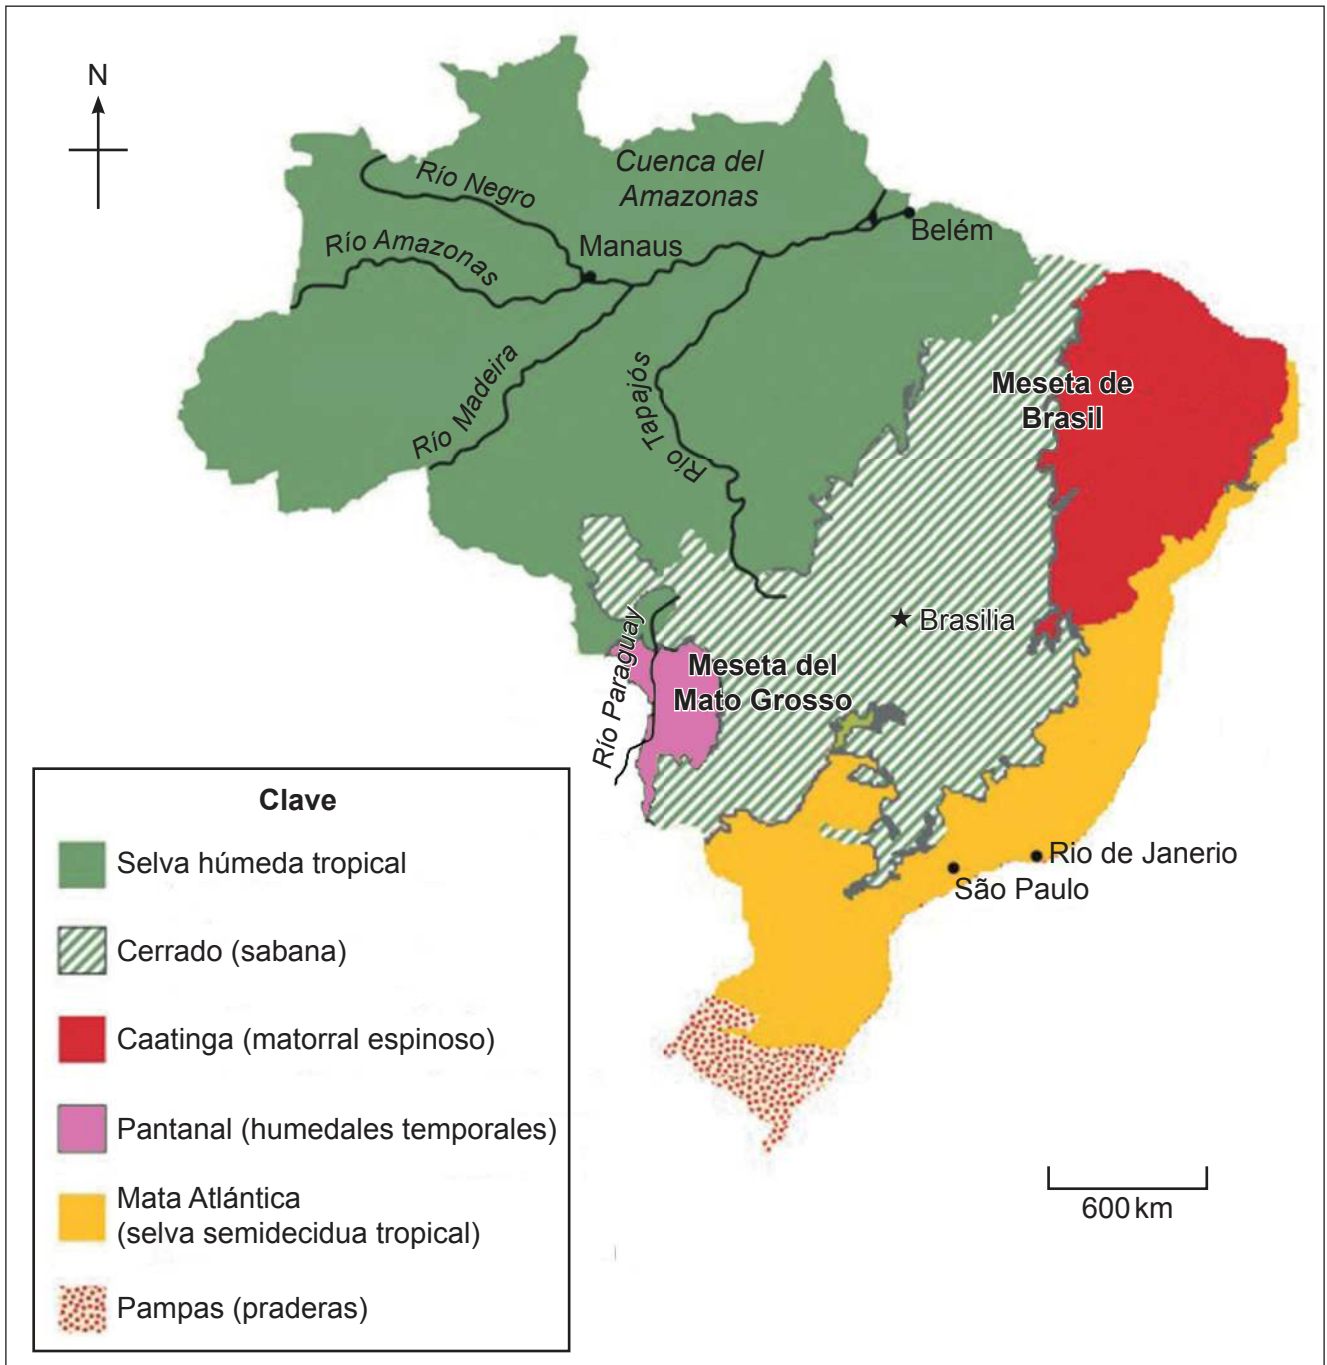 N
Cuenca del
Amazonas
Río Negro
Río Amazonas
Manaus
Belém
Río Madeira
Río Tapajós
Meseta de
Brasil
Brasilia
Río Paraguay
Meseta del
Mato Grosso
Rio de Janerio
São Paulo
Clave
Selva húmeda tropical
Cerrado (sabana)
Caatinga (matorral espinoso)
Pantanal (humedales temporales)
Mata Atlántica
(selva semidecidua tropical)
Pampas (praderas)
600 km